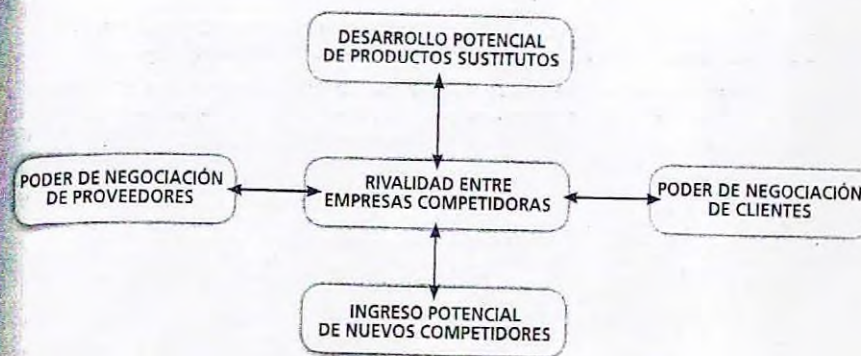 DESARROLLO POTENCIAL
DE PRODUCTOS SUSTITUTOS
PODER DE NEGOCIACIÓN
DE PROVEEDORES
RIVALIDAD ENTRE
EMPRESAS COMPETIDORAS
PODER DE NEGOCIACIÓN
DE CLIENTES
INGRESO POTENCIAL
DE NUEVOS COMPETIDORES